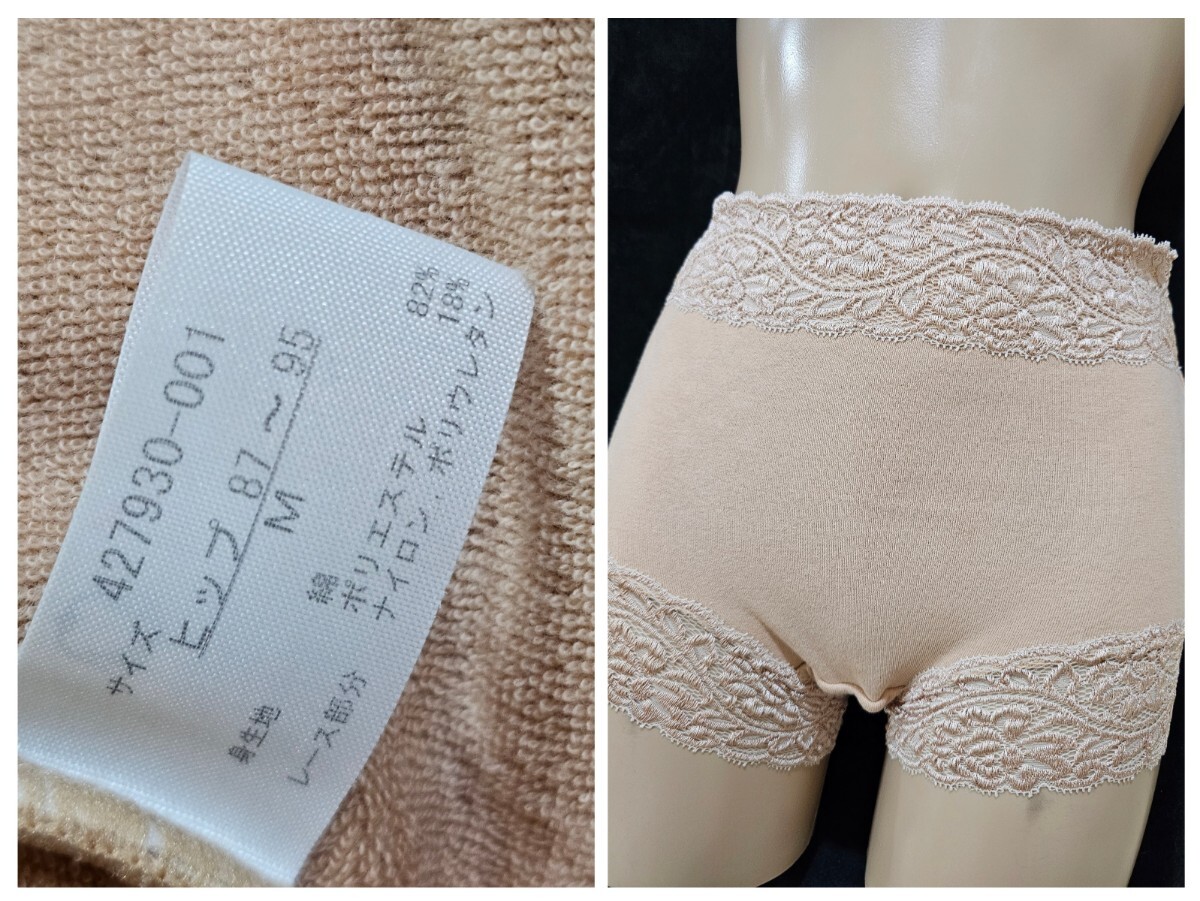 427930-001
サイズ ヒップ 87～95
M
身生地 綿 82%
ポリエステル 18%
レース部分 ナイロン、ポリウレタン